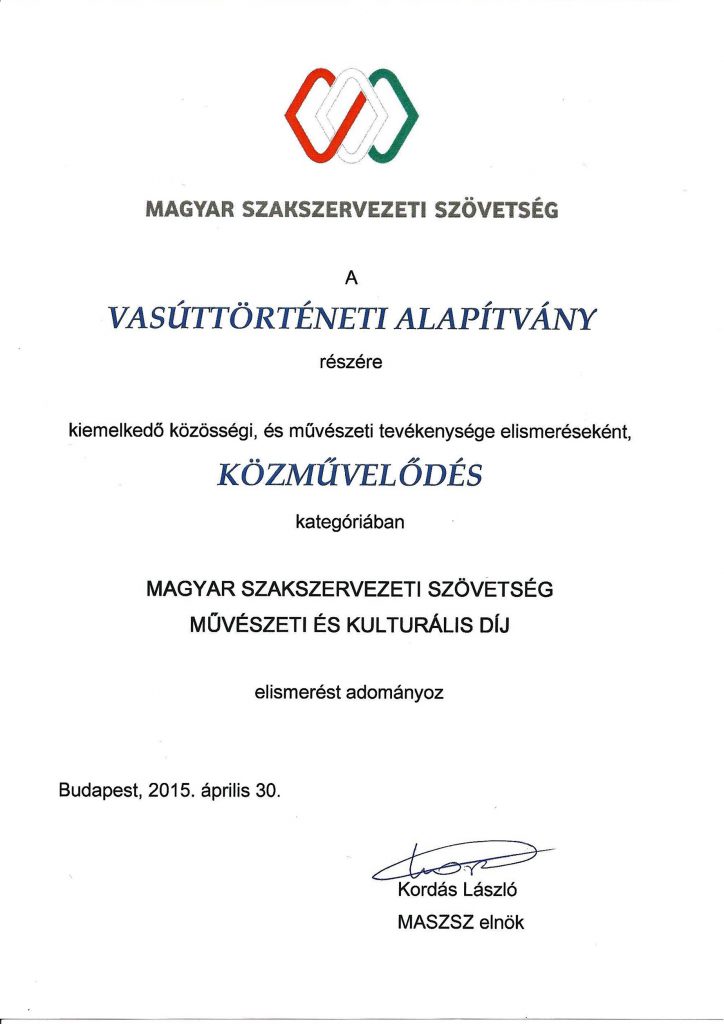 MAGYAR SZAKSZERVEZETI SZÖVETSÉG
A
VASÚTTÖRTÉNETI ALAPÍTVÁNY
részére
kiemelkedő közösségi, és művészeti tevékenysége elismeréseként,
KÖZMŰVELŐDÉS
kategóriában
MAGYAR SZAKSZERVEZETI SZÖVETSÉG
MŰVÉSZETI ÉS KULTURÁLIS DÍJ
elismerést adományoz
Budapest, 2015. április 30.
Kordás László
MASZSZ elnök